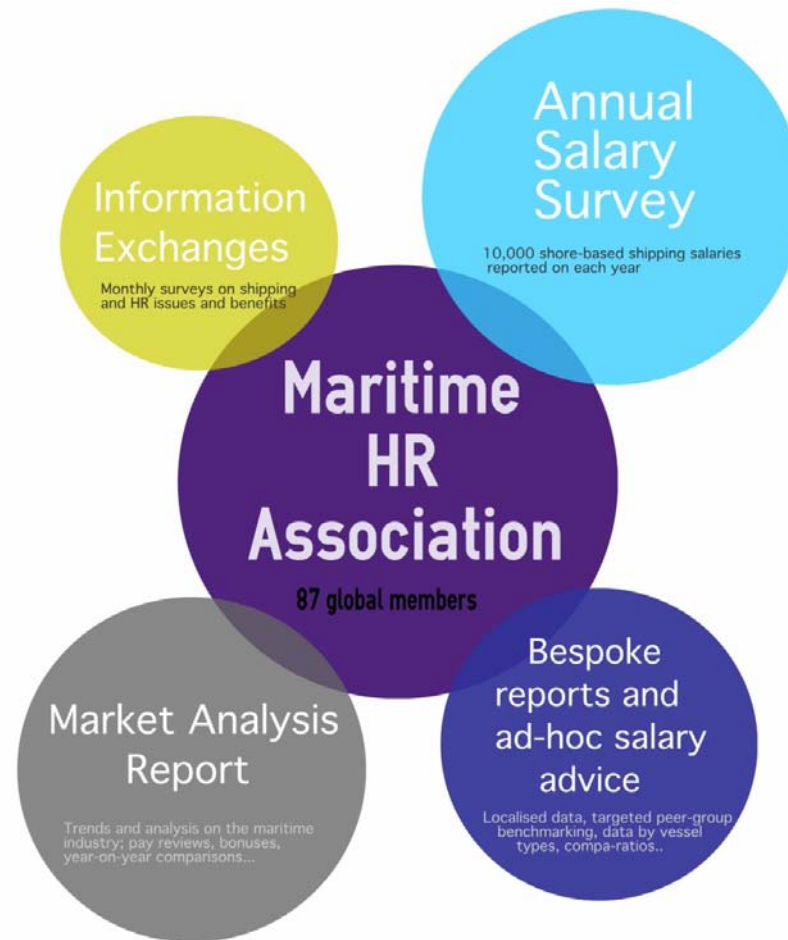 Information
Exchanges
Monthly surveys on shipping
and HR issues and benefits
Annual
Salary
Survey
10,000 shore-based shipping salaries
reported on each year
Maritime
HR
Association
87 global members
Market Analysis
Report
Trends and analysis on the maritime
industry; pay reviews, bonuses,
year-on-year comparisons...
Bespoke
reports and
ad-hoc salary
advice
Localised data, targeted peer-group
benchmarking, data by vessel
types, compa-ratios..